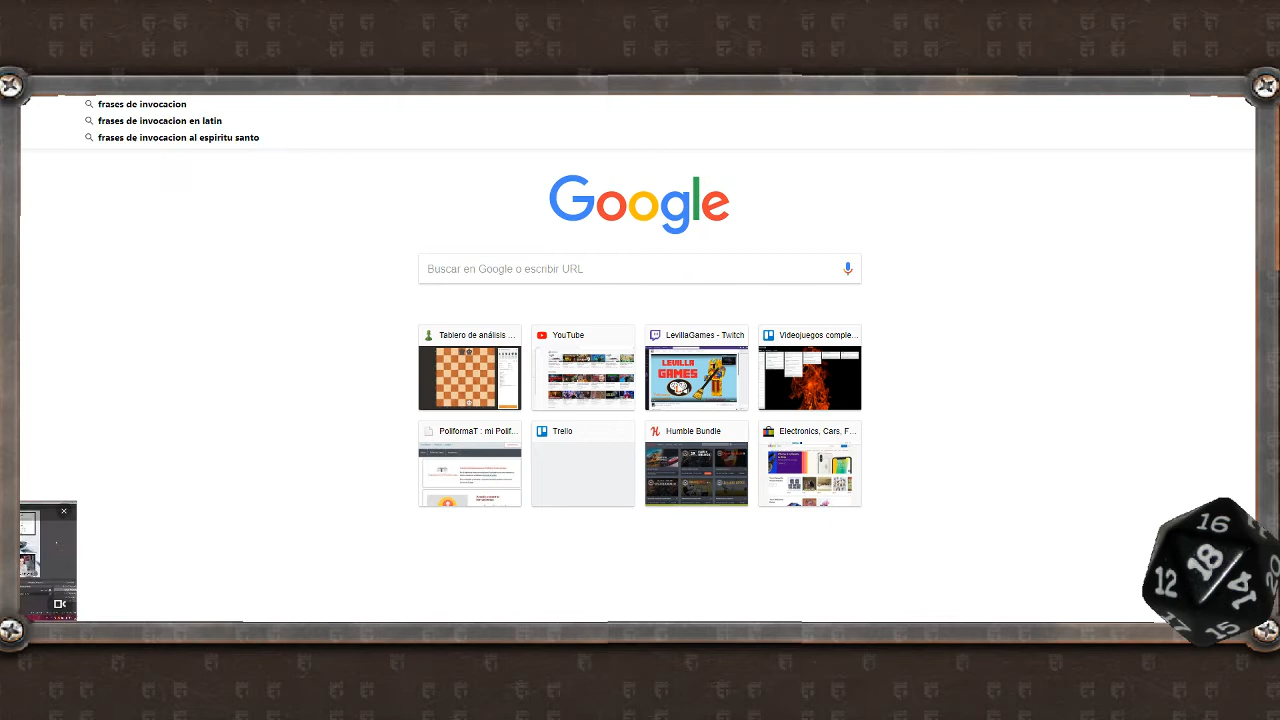 frases de invocacion
frases de invocacion en latin
frases de invocacion al espiritu santo
Google
Buscar en Google o escribir URL
Tablero de análisis ...
YouTube
LevillaGames - Twitch
Videojuegos comple...
LEVILLA
GAMES
PoliformaT : mi Polif...
Trello
Humble Bundle
Electronics, Cars, F...
16
18
12
14
20
17
15